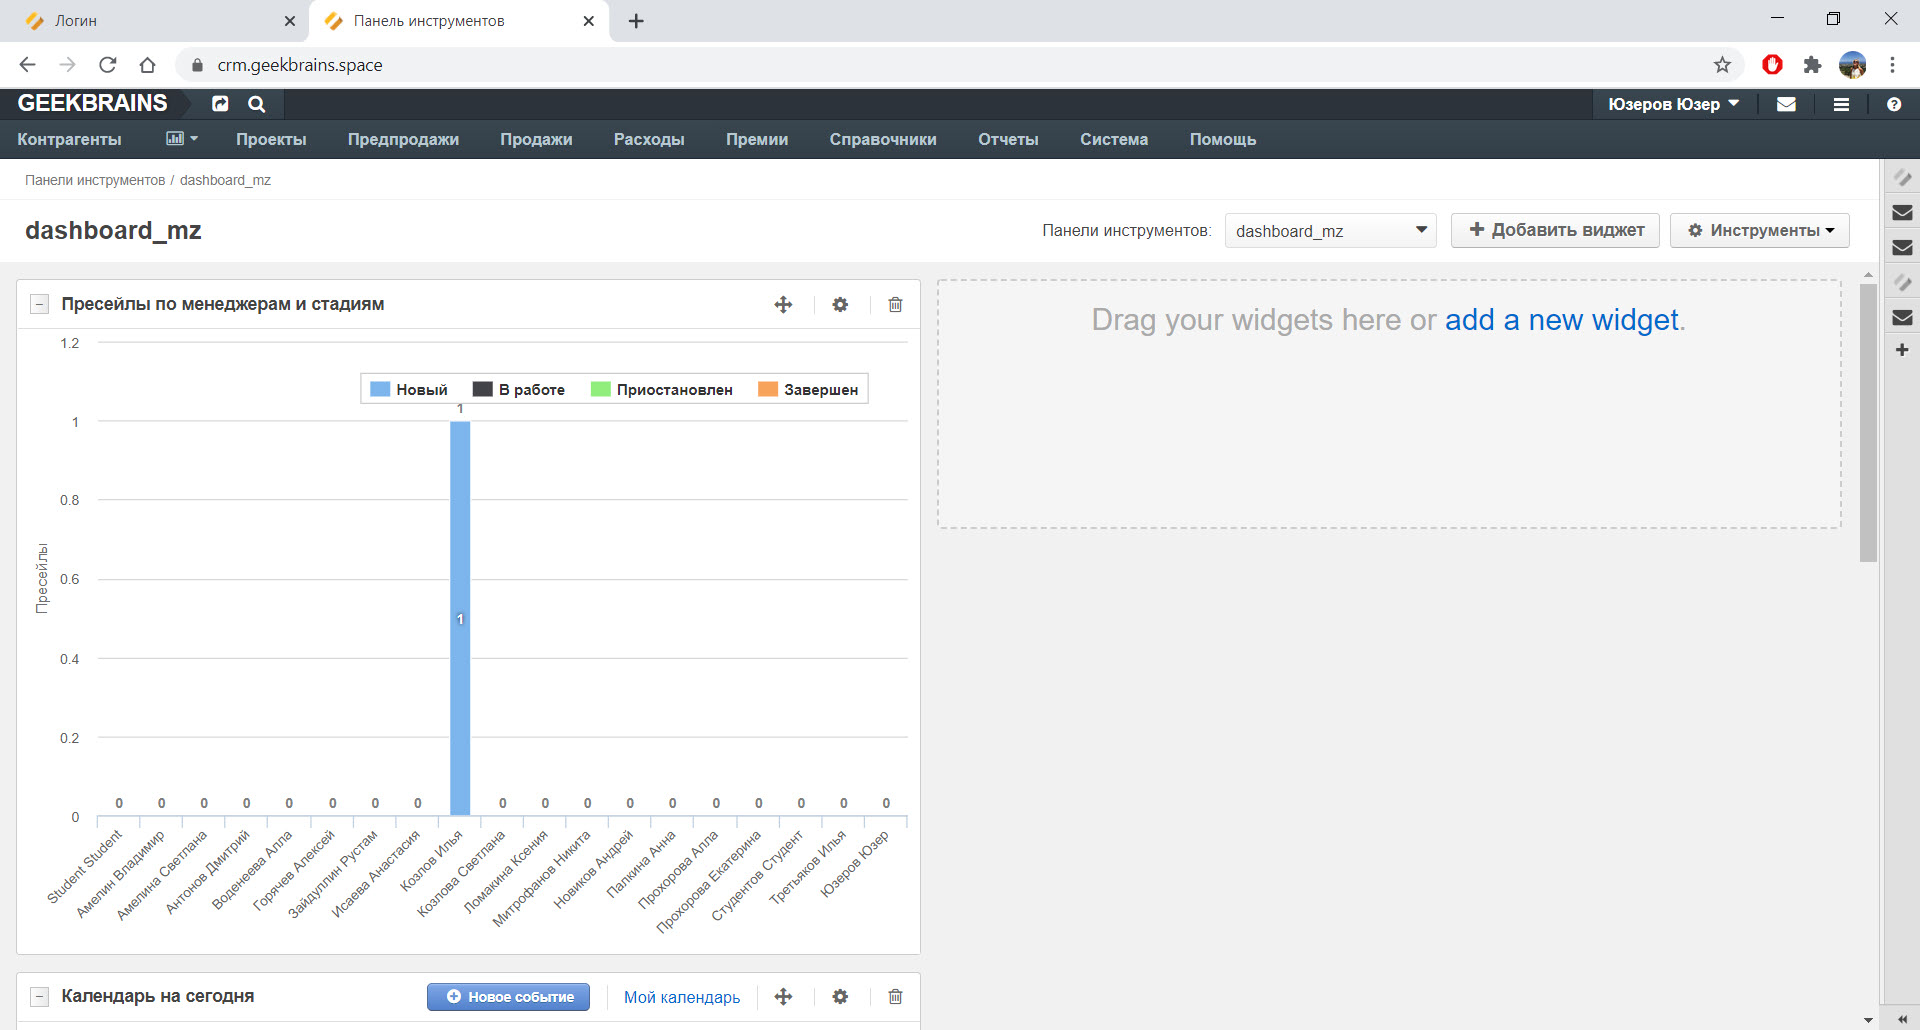 Логин
Панель инструментов
crm.geekbrains.space
GEEKBRAINS
Юзеров Юзер
Контрагенты Проекты Предпродажи Продажи Расходы Премии Справочники Отчеты Система Помощь
Панели инструментов / dashboard_mz
dashboard_mz
Панели инструментов: dashboard_mz
Добавить виджет
Инструменты
Пресейлы по менеджерам и стадиям
Drag your widgets here or add a new widget.
1.2
Новый В работе Приостановлен Завершен
1
1
0.8
Пресейлы
0.6
1
0.4
0.2
0 0 0 0 0 0 0 0 0 0 0 0 0 0 0 0 0 0
0
Student Student
Амелин Владимир
Амелина Светлана
Антонов Дмитрий
Воденеева Алла
Горячев Алексей
Зайдуллин Рустам
Исаева Анастасия
Козлов Илья
Козлова Светлана
Ломакина Ксения
Митрофанов Никита
Новиков Андрей
Палкина Анна
Прохорова Алла
Прохорова Екатерина
Студентов Студент
Третьяков Илья
Юзеров Юзер
Календарь на сегодня
Новое событие
Мой календарь